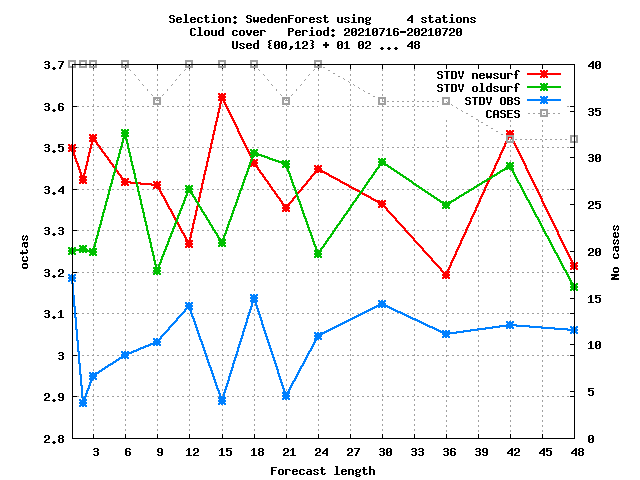 Selection: SwedenForest using     4 stations
Cloud cover   Period: 20210716-20210720
Used {00,12} + 01 02 ... 48
STDV newsurf
STDV oldsurf
STDV OBS
CASES
octas
3,7
3,6
3,5
3,4
3,3
3,2
3,1
3
2,9
2,8
40
35
30
25
20
15
10
5
0
No cases
3 6 9 12 15 18 21 24 27 30 33 36 39 42 45 48
Forecast length